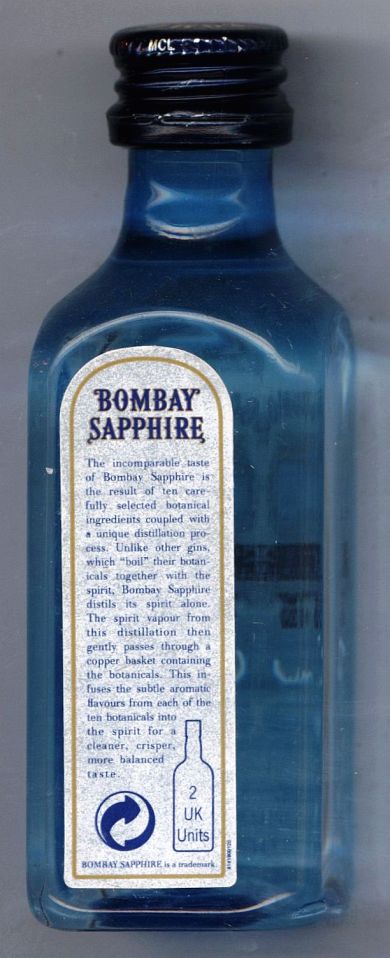 MCL
BOMBAY
SAPPHIRE
The incomparable taste
of Bombay Sapphire is
the result of ten care-
fully selected botanical
ingredients coupled with
a unique distillation pro-
cess. Unlike other gins,
which "boil" their botan-
icals together with the
spirit, Bombay Sapphire
distils its spirit alone.
The spirit vapour from
this distillation then
gently passes through a
copper basket containing
the botanicals. This in-
fuses the subtle aromatic
flavours from each of the
ten botanicals into
the spirit for a
cleaner, crisper,
more balanced
taste.
2
UK
Units
BOMBAY SAPPHIRE is a trademark.